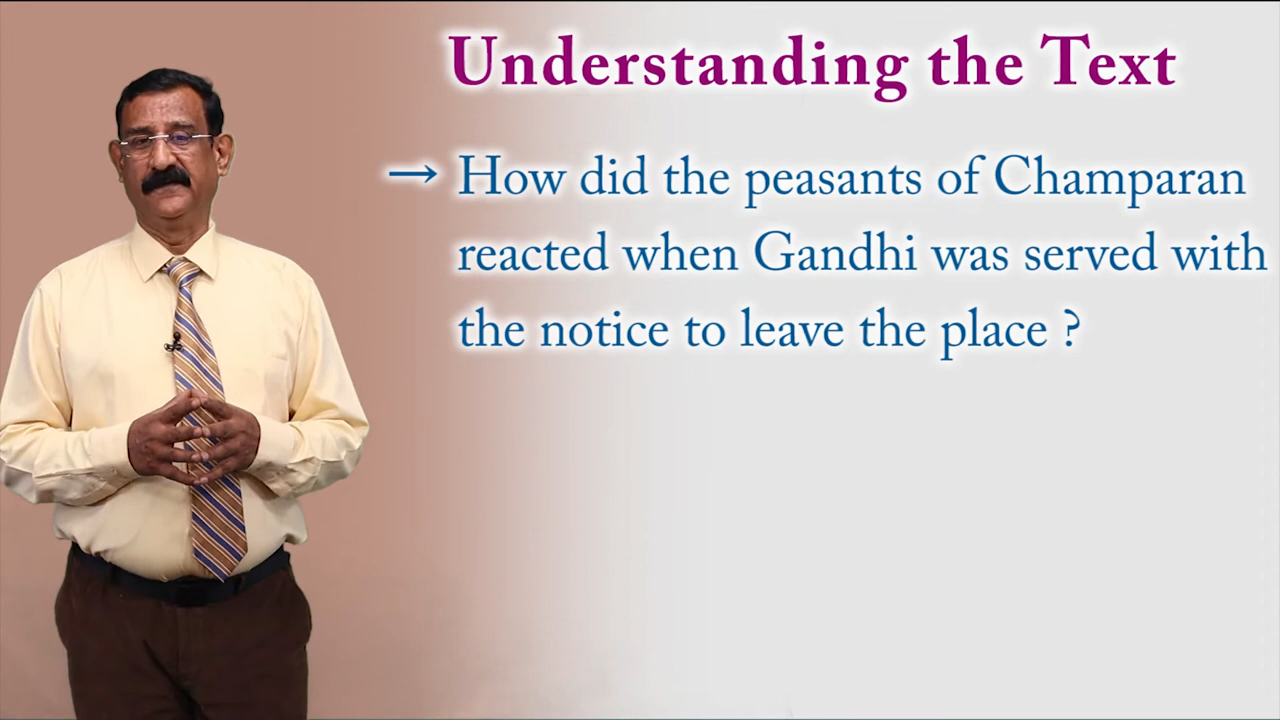 Understanding the Text
→ How did the peasants of Champaran
reacted when Gandhi was served with
the notice to leave the place ?